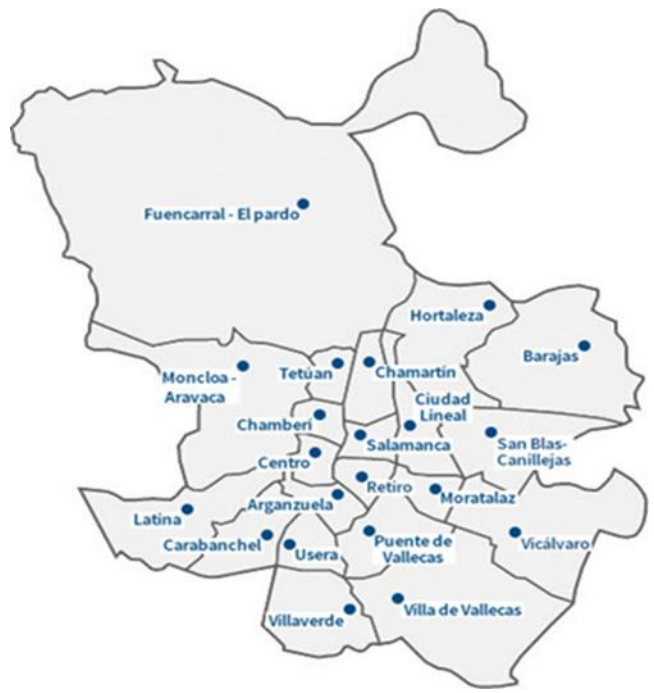 Fuencarral - El pardo
Hortaleza
Barajas
Tetúan
Chamartín
Moncloa -
Aravaca
Ciudad
Lineal
Chamberí
Salamanca
San Blas-
Canillejas
Centro
Retiro
Moratalaz
Arganzuela
Latina
Carabanchel
Usera
Puente de
Vallecas
Vicálvaro
Villaverde
Villa de Vallecas